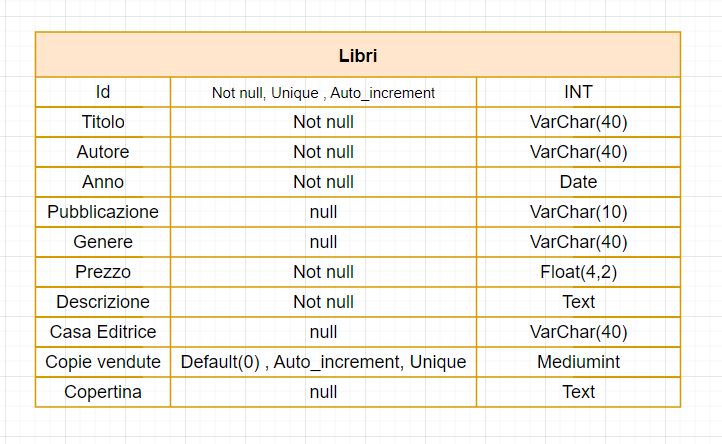 Libri
Id Not null, Unique , Auto_increment INT
Titolo Not null VarChar(40)
Autore Not null VarChar(40)
Anno Not null Date
Pubblicazione null VarChar(10)
Genere null VarChar(40)
Prezzo Not null Float(4,2)
Descrizione Not null Text
Casa Editrice null VarChar(40)
Copie vendute Default(0) , Auto_increment, Unique Mediumint
Copertina null Text